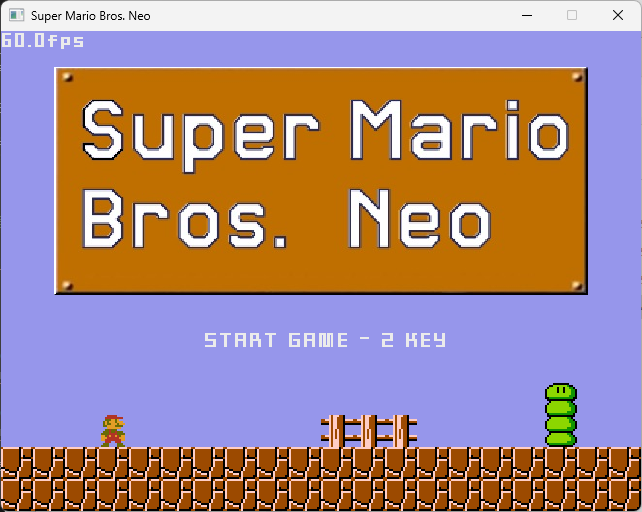 Super Mario Bros. Neo
60.0fps
Super Mario
Bros. Neo
START GAME - 2 KEY